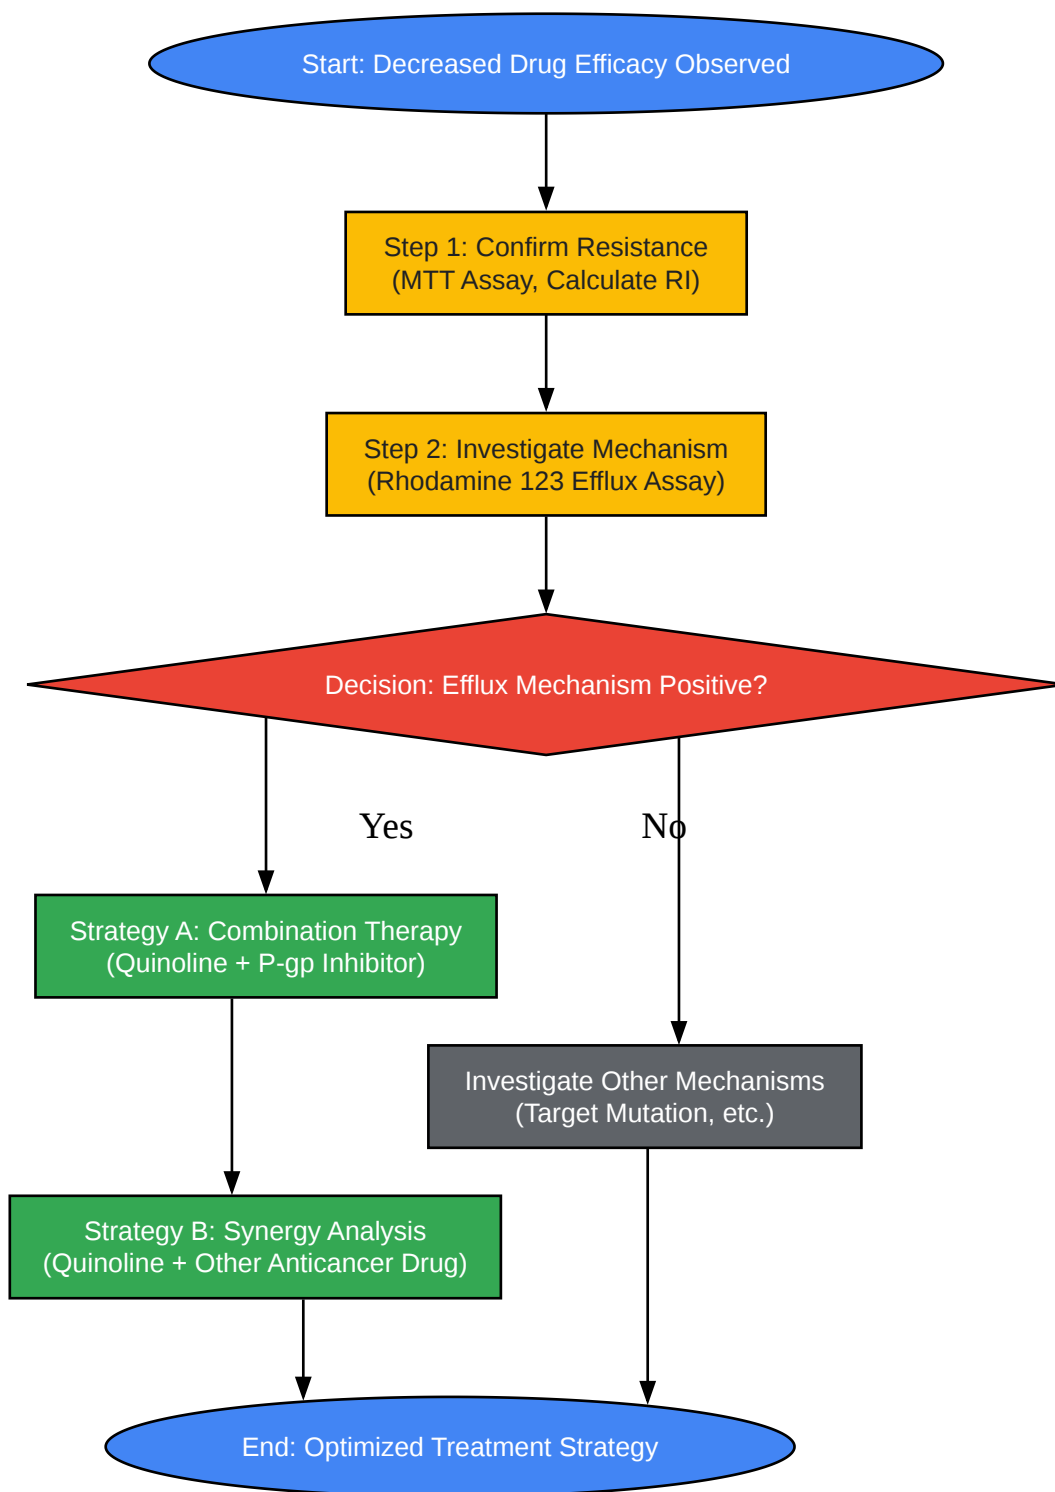 Start: Decreased Drug Efficacy Observed
Step 1: Confirm Resistance
(MTT Assay, Calculate RI)
Step 2: Investigate Mechanism
(Rhodamine 123 Efflux Assay)
Decision: Efflux Mechanism Positive?
Yes
No
Strategy A: Combination Therapy
(Quinoline + P-gp Inhibitor)
Investigate Other Mechanisms
(Target Mutation, etc.)
Strategy B: Synergy Analysis
(Quinoline + Other Anticancer Drug)
End: Optimized Treatment Strategy